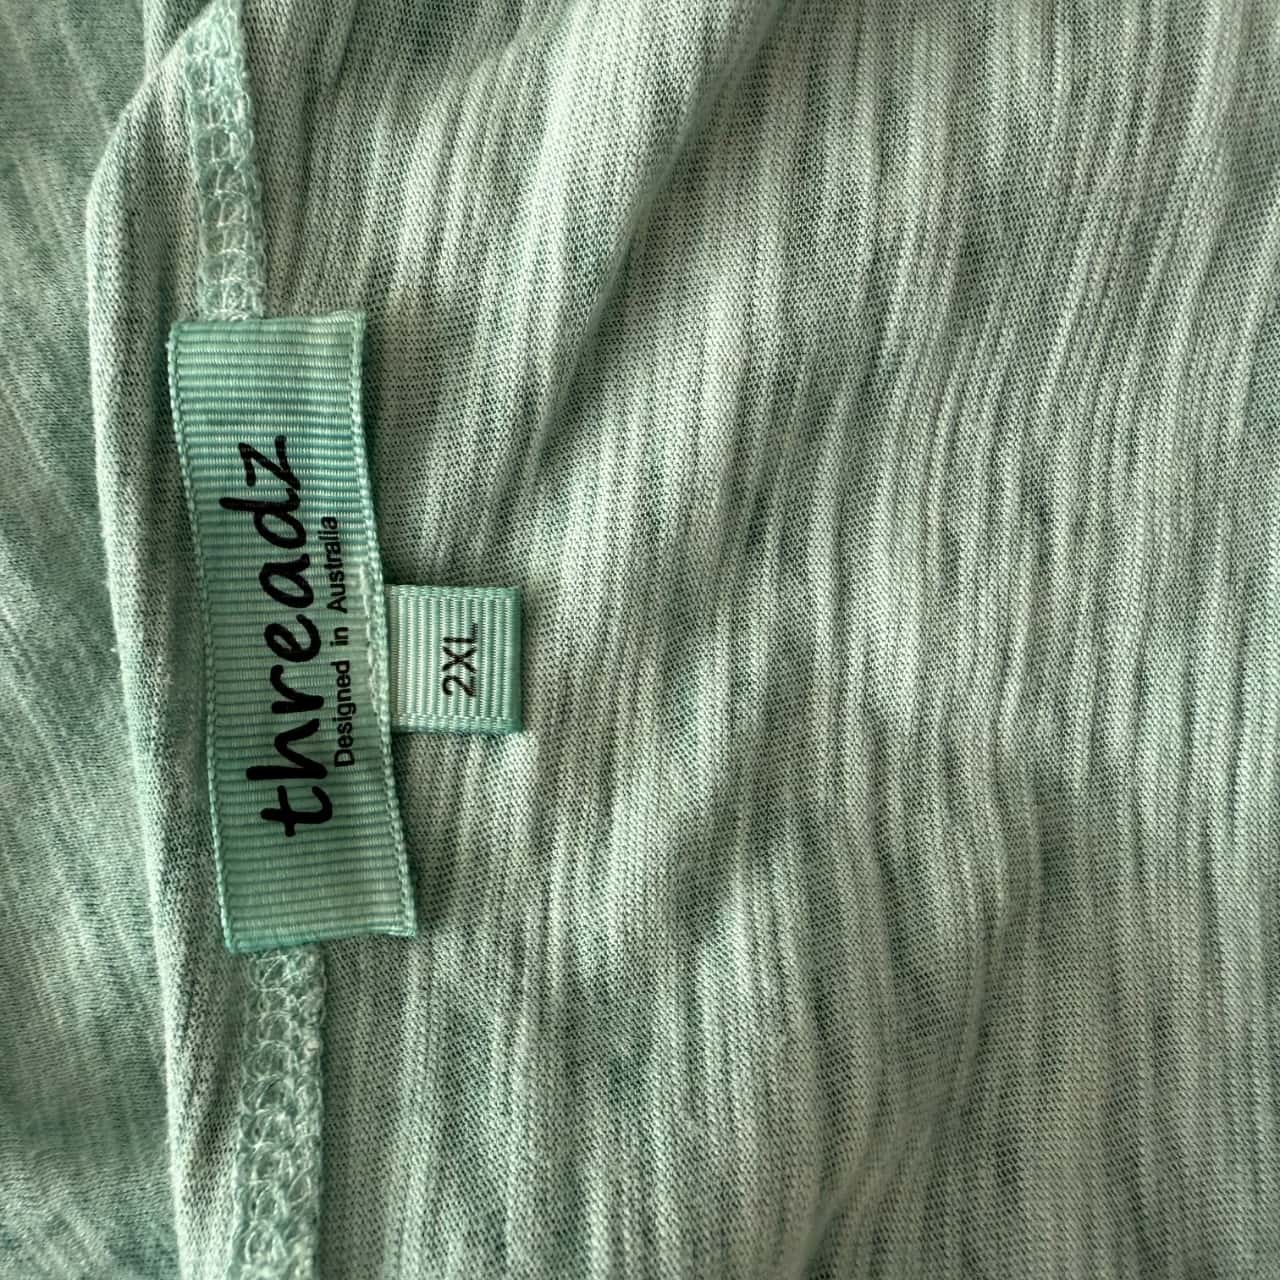 threadz
Designed in Australia
2XL